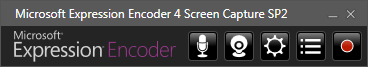 Microsoft Expression Encoder 4 Screen Capture SP2
Microsoft®
Expression® Encoder